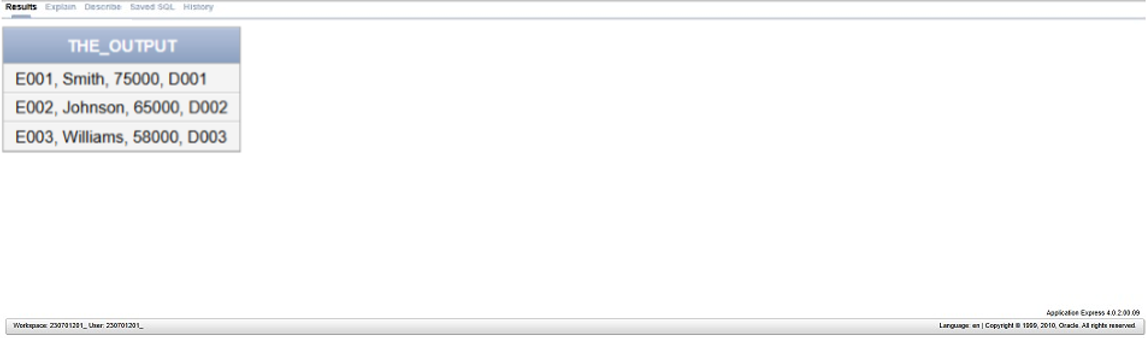 Results Explain Describe Saved SQL History
THE_OUTPUT
E001, Smith, 75000, D001
E002, Johnson, 65000, D002
E003, Williams, 58000, D003
Application Express 4.0.2.00.09
Workspace: 230701201_ User: 230701201_
Language: en | Copyright © 1999, 2010, Oracle. All rights reserved.